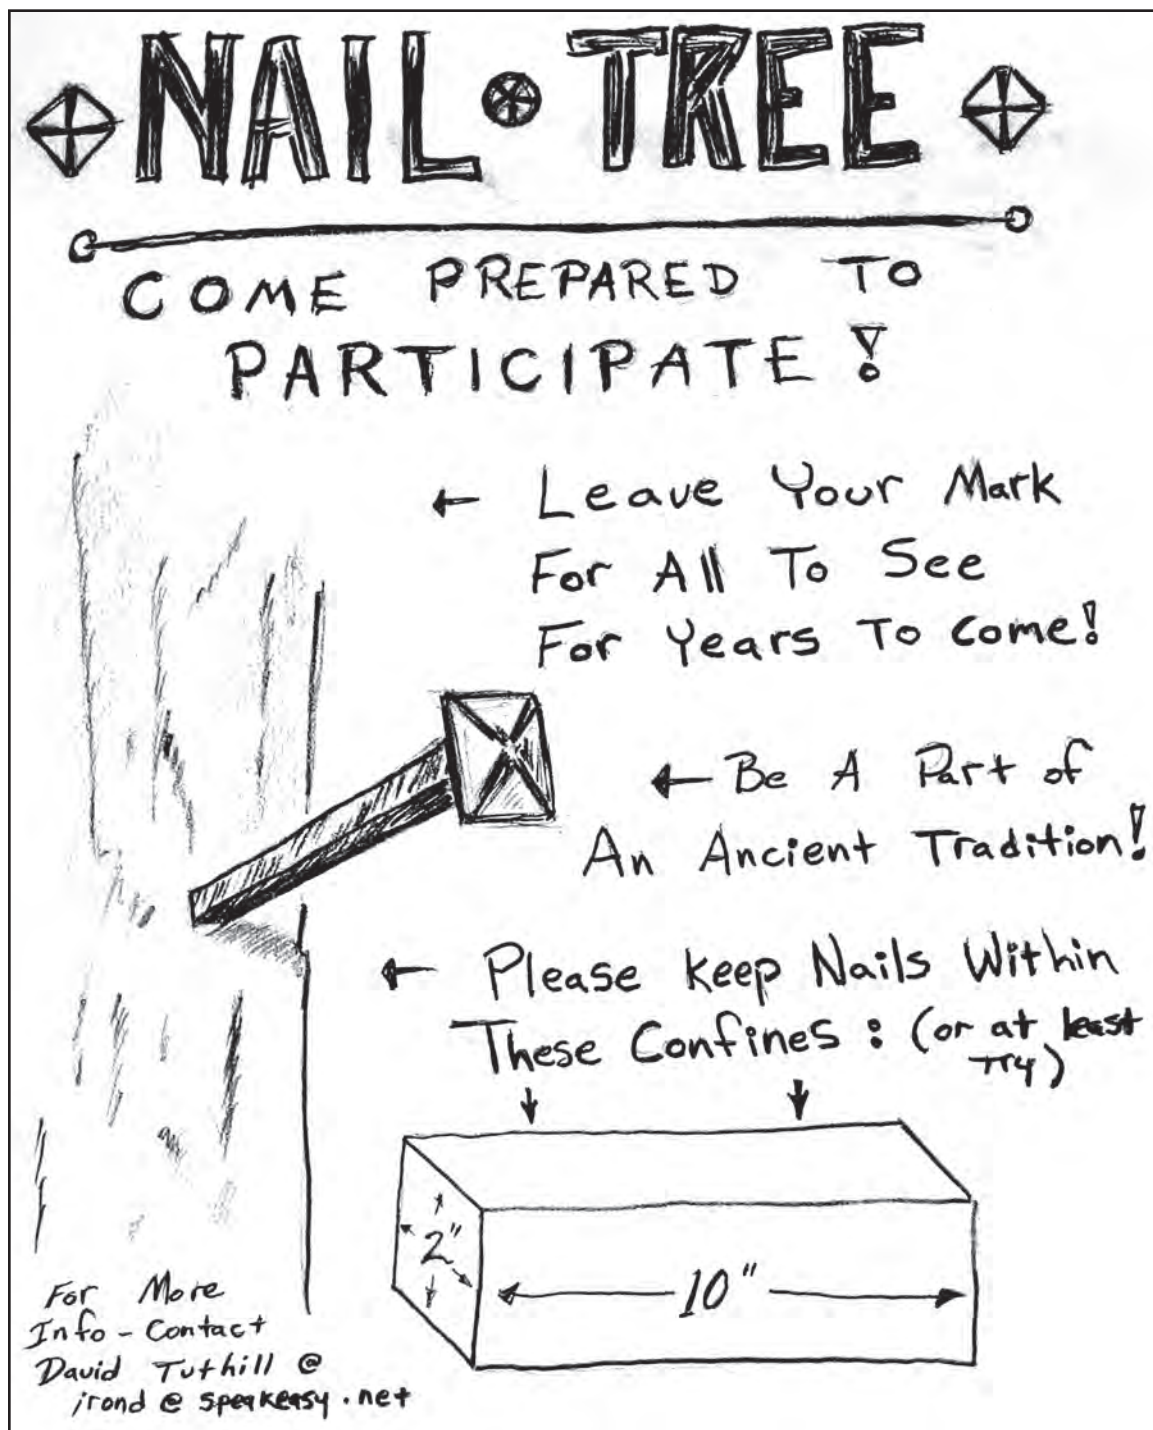 NAIL TREE
COME PREPARED TO
PARTICIPATE!
← Leave Your Mark
For All To See
For Years To Come!
← Be A Part of
An Ancient Tradition!
← Please Keep Nails Within
These Confines: (or at least
try)
2"
10"
For More
Info - Contact
David Tuthill @
irond @ speakeasy.net